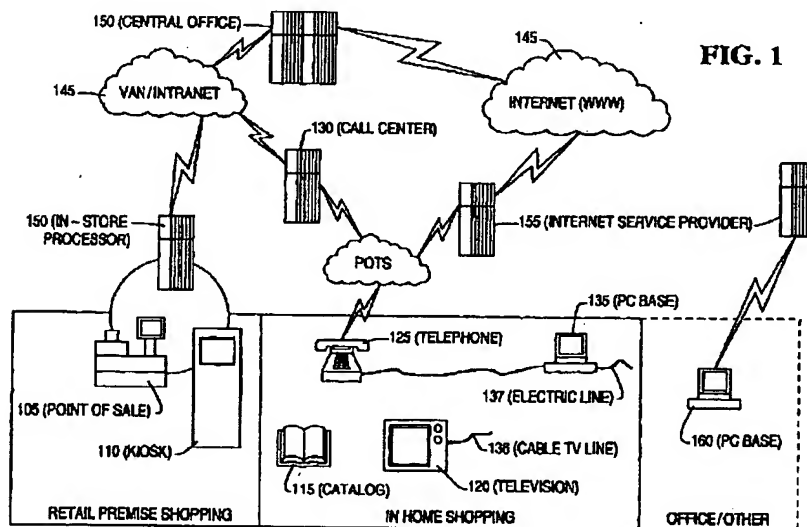 150 (CENTRAL OFFICE)
145
FIG. 1
145
VAN/INTRANET
INTERNET (WWW)
130 (CALL CENTER)
150 (IN-STORE
PROCESSOR)
155 (INTERNET SERVICE PROVIDER)
POTS
135 (PC BASE)
125 (TELEPHONE)
137 (ELECTRIC LINE)
105 (POINT OF SALE)
160 (PC BASE)
136 (CABLE TV LINE)
110 (KIOSK)
115 (CATALOG)
120 (TELEVISION)
RETAIL PREMISE SHOPPING
IN HOME SHOPPING
OFFICE/OTHER